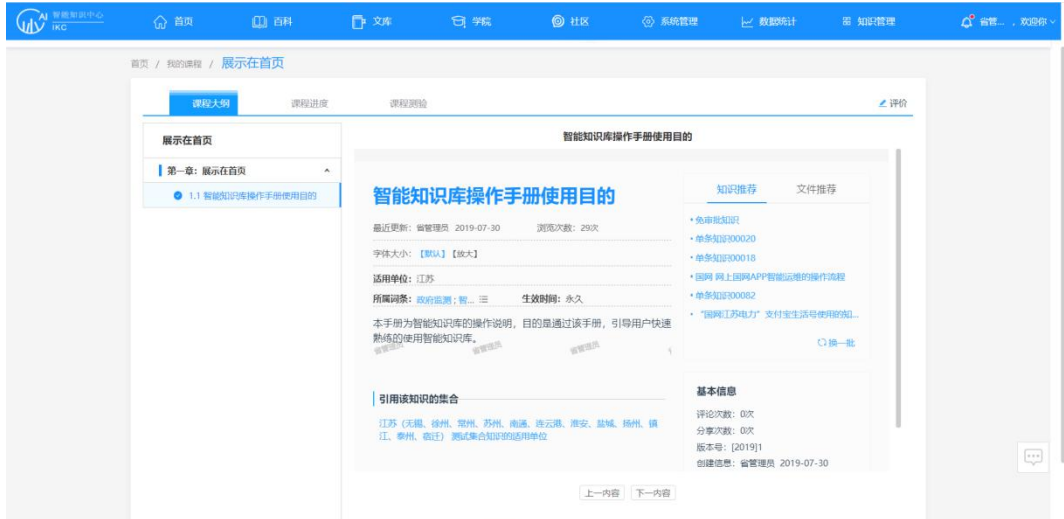 AI 智能知识中心
IKC
首页
百科
文库
学院
社区
系统管理
数据统计
知识管理
省管... , 欢迎你
首页 / 我的课程 / 展示在首页
课程大纲
课程进度
课程测验
评价
展示在首页
第一章：展示在首页
1.1 智能知识库操作手册使用目的
智能知识库操作手册使用目的
智能知识库操作手册使用目的
最近更新：省管理员 2019-07-30 浏览次数：29次
字体大小：【默认】【放大】
适用单位：江苏
所属词条：政府监测；智... 生效时间：永久
本手册为智能知识库的操作说明，目的是通过该手册，引导用户快速
熟练的使用智能知识库。
省管理员 省管理员 省管理员
引用该知识的集合
江苏（无锡、徐州、常州、苏州、南通、连云港、淮安、盐城、扬州、镇
江、泰州、宿迁）测试集合知识的适用单位
知识推荐 文件推荐
• 免审批知识
• 单条知识00020
• 单条知识00018
• 国网 网上国网APP智能运维的操作流程
• 单条知识00082
• “国网江苏电力”支付宝生活号使用的知...
换一批
基本信息
评论次数：0次
分享次数：0次
版本号：[2019]1
创建信息：省管理员 2019-07-30
上一内容 下一内容